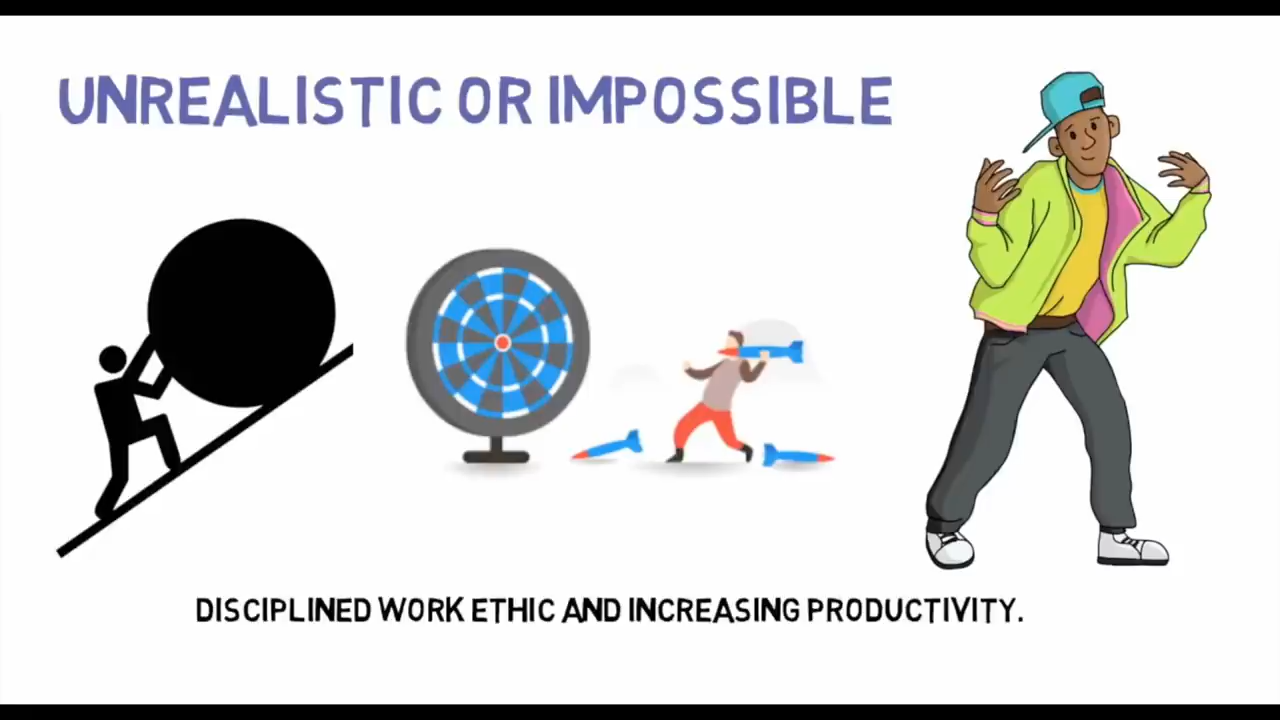 UNREALISTIC OR IMPOSSIBLE
DISCIPLINED WORK ETHIC AND INCREASING PRODUCTIVITY.